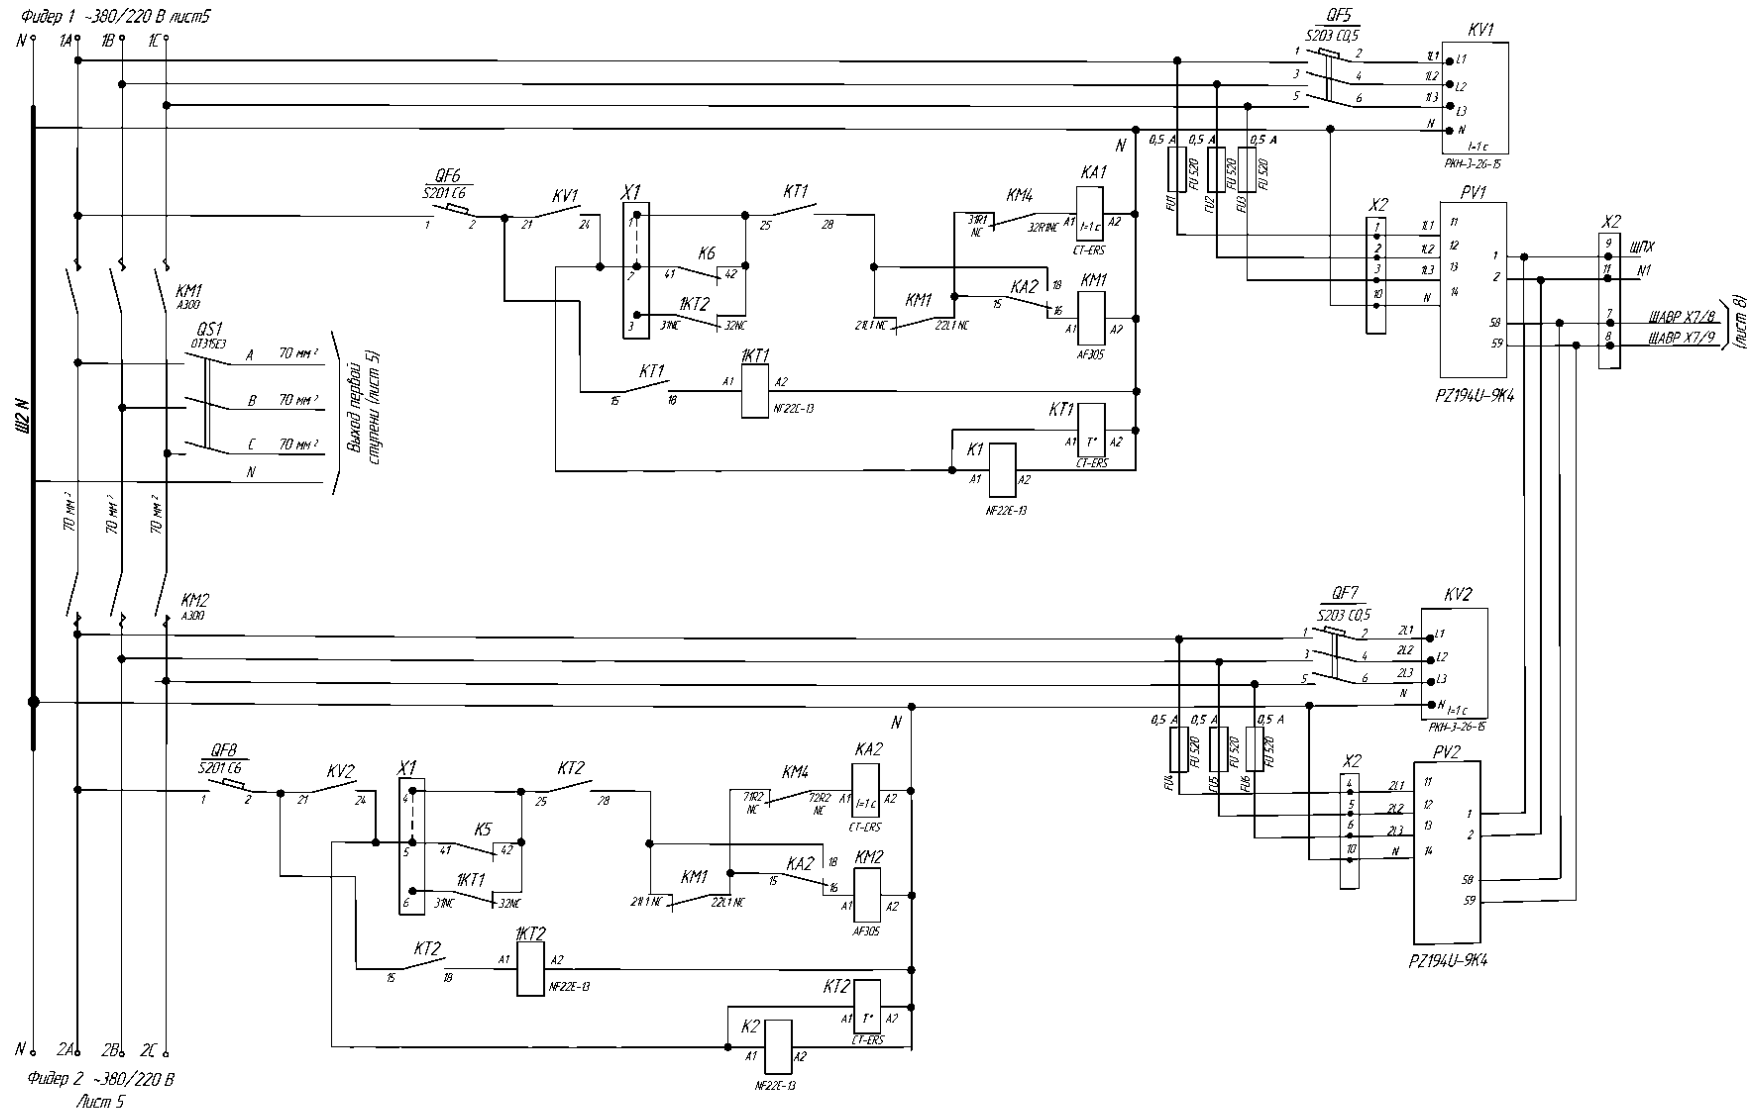 Фидер 1 ~380/220 В лист5
N
1A
1B
1C
QF5
S203 C0,5
1
2
3
4
5
6
KV1
1L1
L1
1L2
L2
1L3
L3
N
N
t=1 c
РКН-3-26-15
N
0,5 A
0,5 A
0,5 A
FU1
FU S20
FU2
FU S20
FU3
FU S20
QF6
S201 C6
1
2
KV1
21
24
X1
1
2
3
KT1
25
28
K6
41
42
1KT2
31NC
32NC
KM4
31R1
NC
32R1NC
KA1
A1
t=1 c
A2
CT-ERS
KM1
21L1 NC
22L1 NC
KA2
15
18
16
KM1
A1
A2
AF305
X2
1
2
3
10
1L1
1L2
1L3
N
PV1
11
12
13
14
1
2
58
59
PZ194U-9K4
X2
9
11
7
8
ЩПХ
N1
ЩАВР X7/8
ЩАВР X7/9
(лист 8)
KM1
A300
QS1
OT315E3
A
70 мм²
B
70 мм²
C
70 мм²
N
Выход первой
ступени (лист 5)
KT1
15
18
1KT1
A1
A2
NF22E-13
KT1
A1
T*
A2
CT-ERS
K1
A1
A2
NF22E-13
Ш2 N
70 мм²
70 мм²
70 мм²
KM2
A300
QF7
S203 C0,5
1
2
3
4
5
6
KV2
2L1
L1
2L2
L2
2L3
L3
N
N
t=1 c
РКН-3-26-15
N
0,5 A
0,5 A
0,5 A
FU4
FU S20
FU5
FU S20
FU6
FU S20
QF8
S201 C6
1
2
KV2
21
24
X1
4
5
6
KT2
25
28
K5
41
42
1KT1
31NC
32NC
KM4
71R2
NC
72R2
NC
KA2
A1
t=1 c
A2
CT-ERS
KM1
21L1 NC
22L1 NC
KA2
15
18
16
KM2
A1
A2
AF305
X2
4
5
6
10
2L1
2L2
2L3
N
PV2
11
12
13
14
1
2
58
59
PZ194U-9K4
KT2
15
18
1KT2
A1
A2
NF22E-13
KT2
A1
T*
A2
CT-ERS
K2
A1
A2
NF22E-13
N
2A
2B
2C
Фидер 2 ~380/220 В
Лист 5